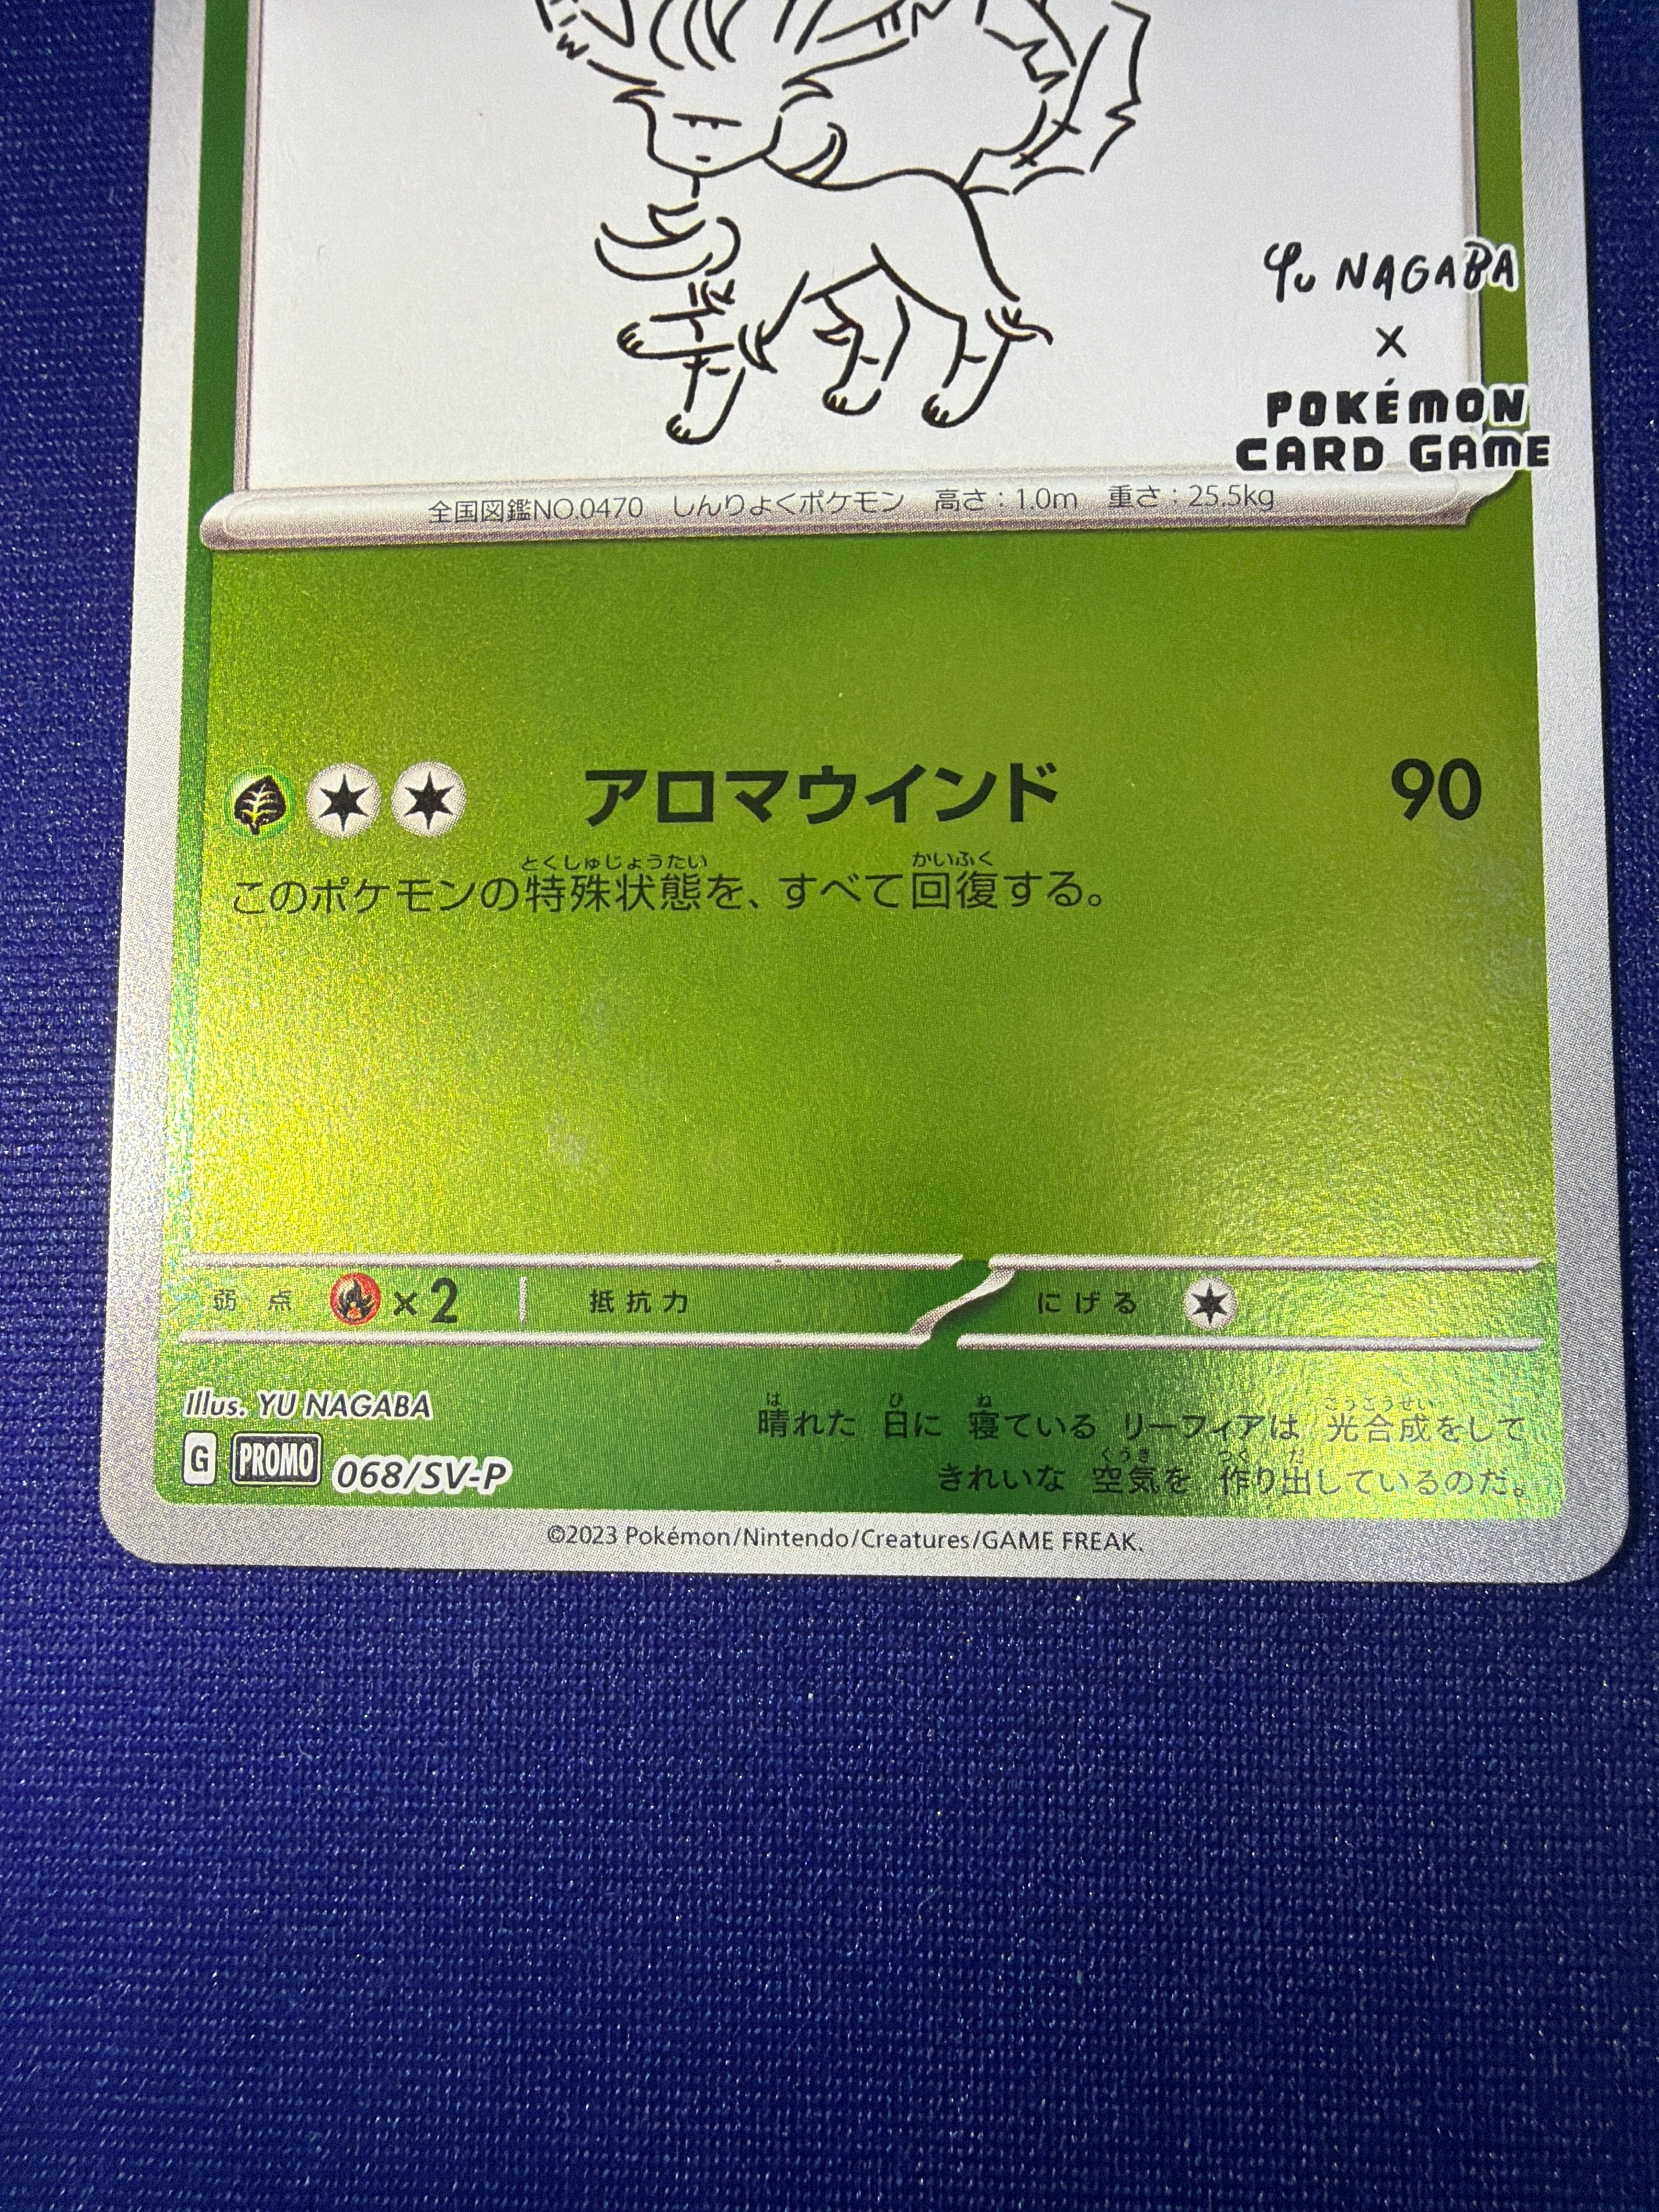 Yu NAGABA
×
POKÉMON
CARD GAME
全国図鑑NO.0470 しんりょくポケモン 高さ:1.0m 重さ:25.5kg
アロマウインド 90
とくしゅじょうたい かいふく
このポケモンの特殊状態を、すべて回復する。
弱点 ×2 抵抗力 にげる
Illus. YU NAGABA
は ひ ね こうごうせい
晴れた 日に 寝ている リーフィアは 光合成をして
くうき つく だ
きれいな 空気を 作り出しているのだ。
G PROMO 068/SV-P
©2023 Pokémon/Nintendo/Creatures/GAME FREAK.